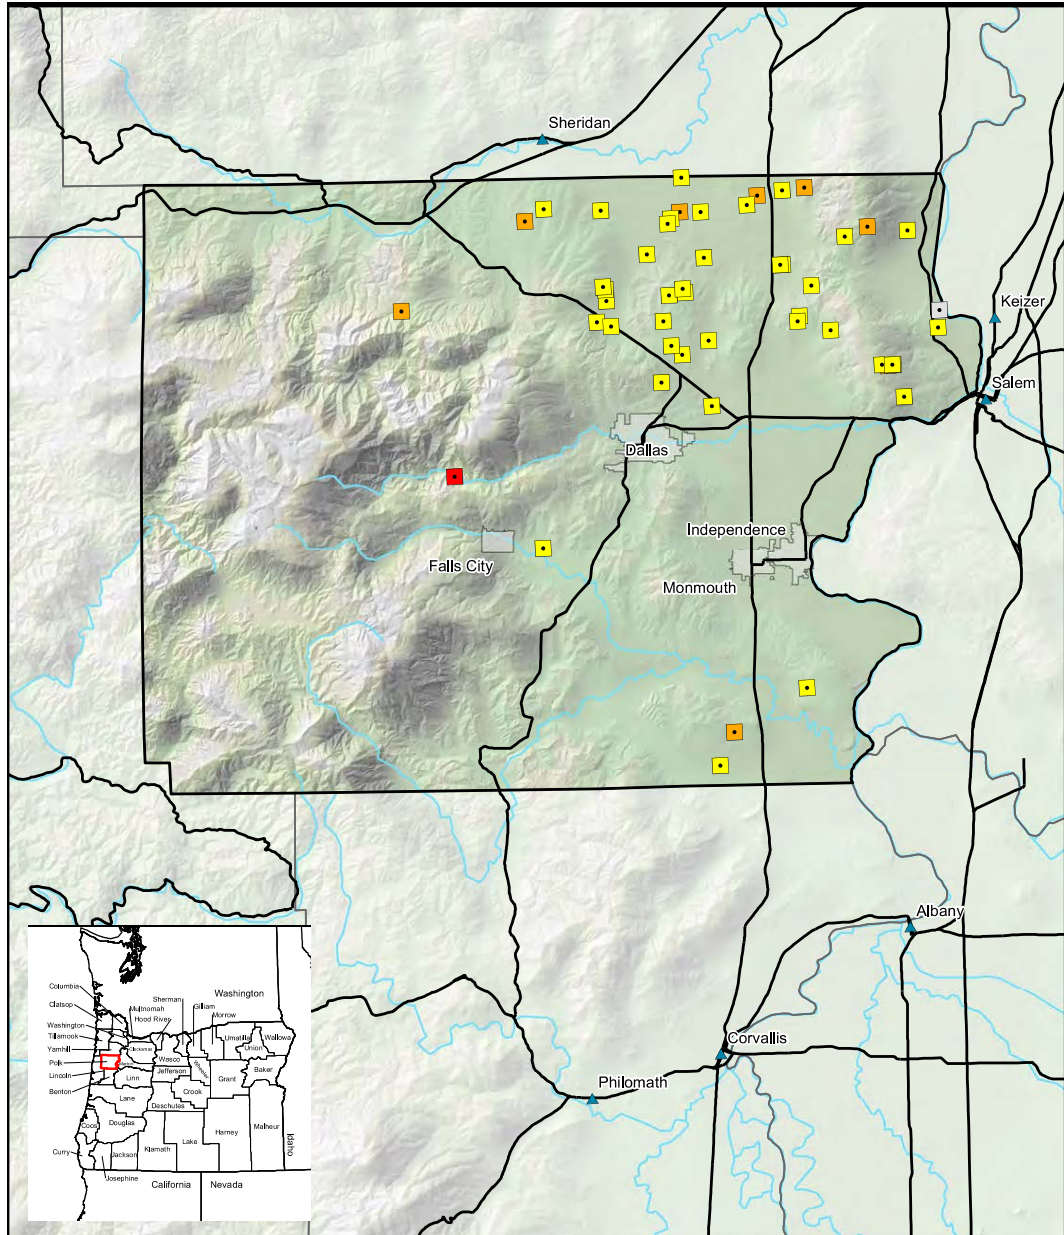 Sheridan
Keizer
Salem
Dallas
Independence
Falls City
Monmouth
Albany
Corvallis
Philomath
Columbia
Clatsop
Washington
Tillamook
Yamhill
Polk
Lincoln
Benton
Multnomah
Hood River
Sherman
Gilliam
Morrow
Washington
Umatilla
Union
Wallowa
Wasco
Wheeler
Jefferson
Grant
Baker
Linn
Crook
Lane
Deschutes
Coos
Douglas
Harney
Malheur
Lake
Klamath
Curry
Jackson
Josephine
California
Nevada
Idaho